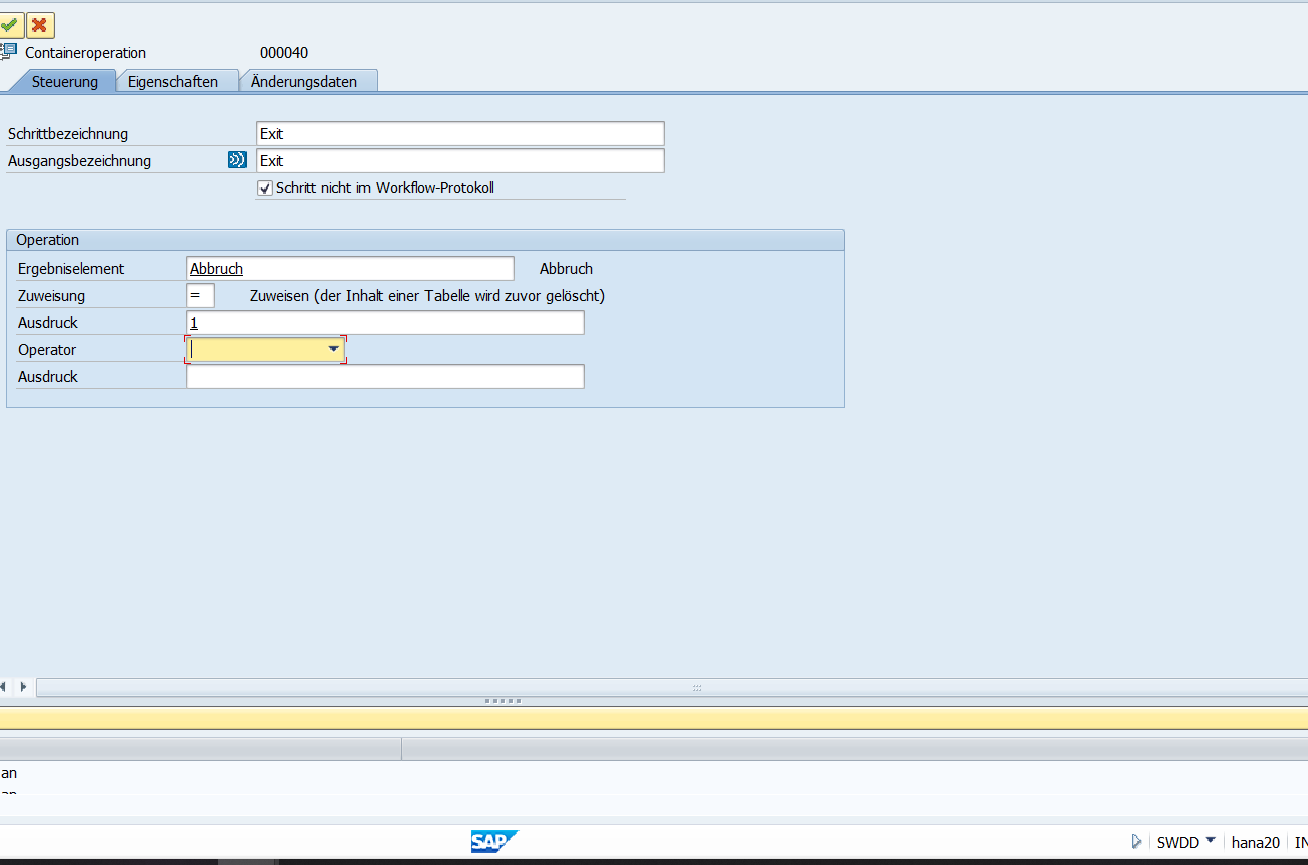 Containeroperation 000040
Steuerung Eigenschaften Änderungsdaten
Schrittbezeichnung Exit
Ausgangsbezeichnung Exit
Schritt nicht im Workflow-Protokoll
Operation
Ergebniselement Abbruch Abbruch
Zuweisung = Zuweisen (der Inhalt einer Tabelle wird zuvor gelöscht)
Ausdruck 1
Operator
Ausdruck
an
SAP SWDD hana20 IN